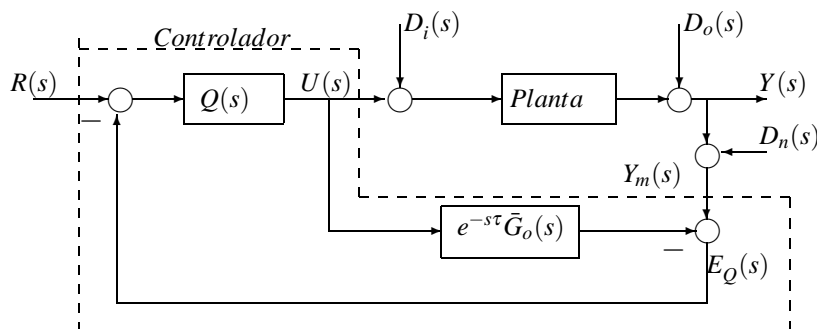 D_i(s) D_o(s)
Controlador
R(s) Q(s) U(s) Planta Y(s)
−
D_n(s)
Y_m(s)
e^{-sτ} Ḡ_o(s) −
E_Q(s)